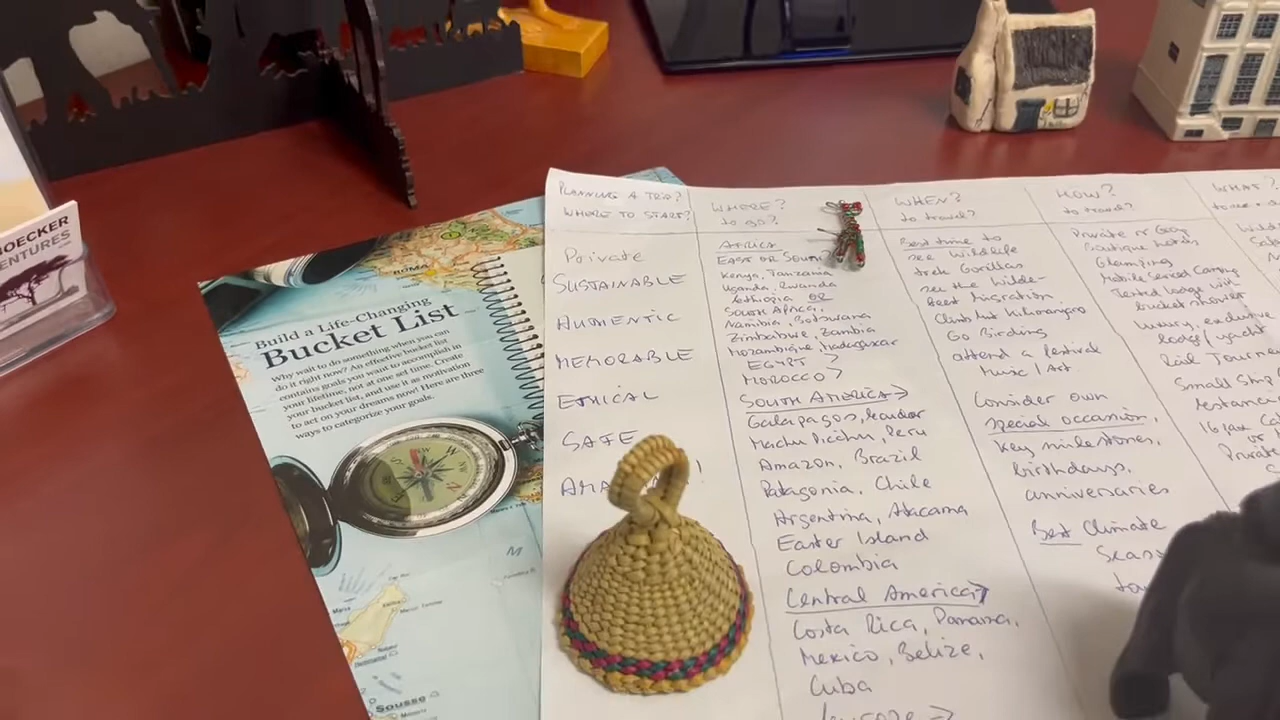 OECKER
ENTURES
ROMA
Build a Life-Changing
Bucket List
Why wait to do something when you can
do it right now? An effective bucket list
contains goals you want to accomplish in
your lifetime, not at one set time. Create
your bucket list, and use it as motivation
to act on your dreams now! Here are three
ways to categorize your goals.
Sousse
PLANNING A TRIP?
WHERE TO START?
Private
SUSTAINABLE
AUTHENTIC
MEMORABLE
ETHICAL
SAFE
WHERE?
to go?
AFRICA
EAST OR SOUTH
Kenya, Tanzania
Uganda, Rwanda
Ethiopia OR
South Africa,
Namibia, Botswana
Zimbabwe, Zambia
Mozambique, Madagascar
EGYPT >
MOROCCO >
SOUTH AMERICA >
Galapagos, Ecuador
Machu Picchu, Peru
Amazon, Brazil
Patagonia, Chile
Argentina, Atacama
Easter Island
Colombia
Central America
Costa Rica, Panama,
Mexico, Belize,
Cuba
WHEN?
to travel?
Best time to
see wildlife
trek Gorillas
see the Wilde-
Beest Migration
Climb Mt Kilimanjaro
Go Birding
attend a festival
Music / Art
Consider own
special occasion,
key milestones,
birthdays,
anniversaries
Best Climate
HOW?
to travel?
Private or Group
Boutique hotels
Glamping
Mobile Serviced Camping
Tented lodge with
bucket shower
luxury, exclusive
lodge / yacht
Rail
Small Ship
16 pax
or
Private
WHAT?